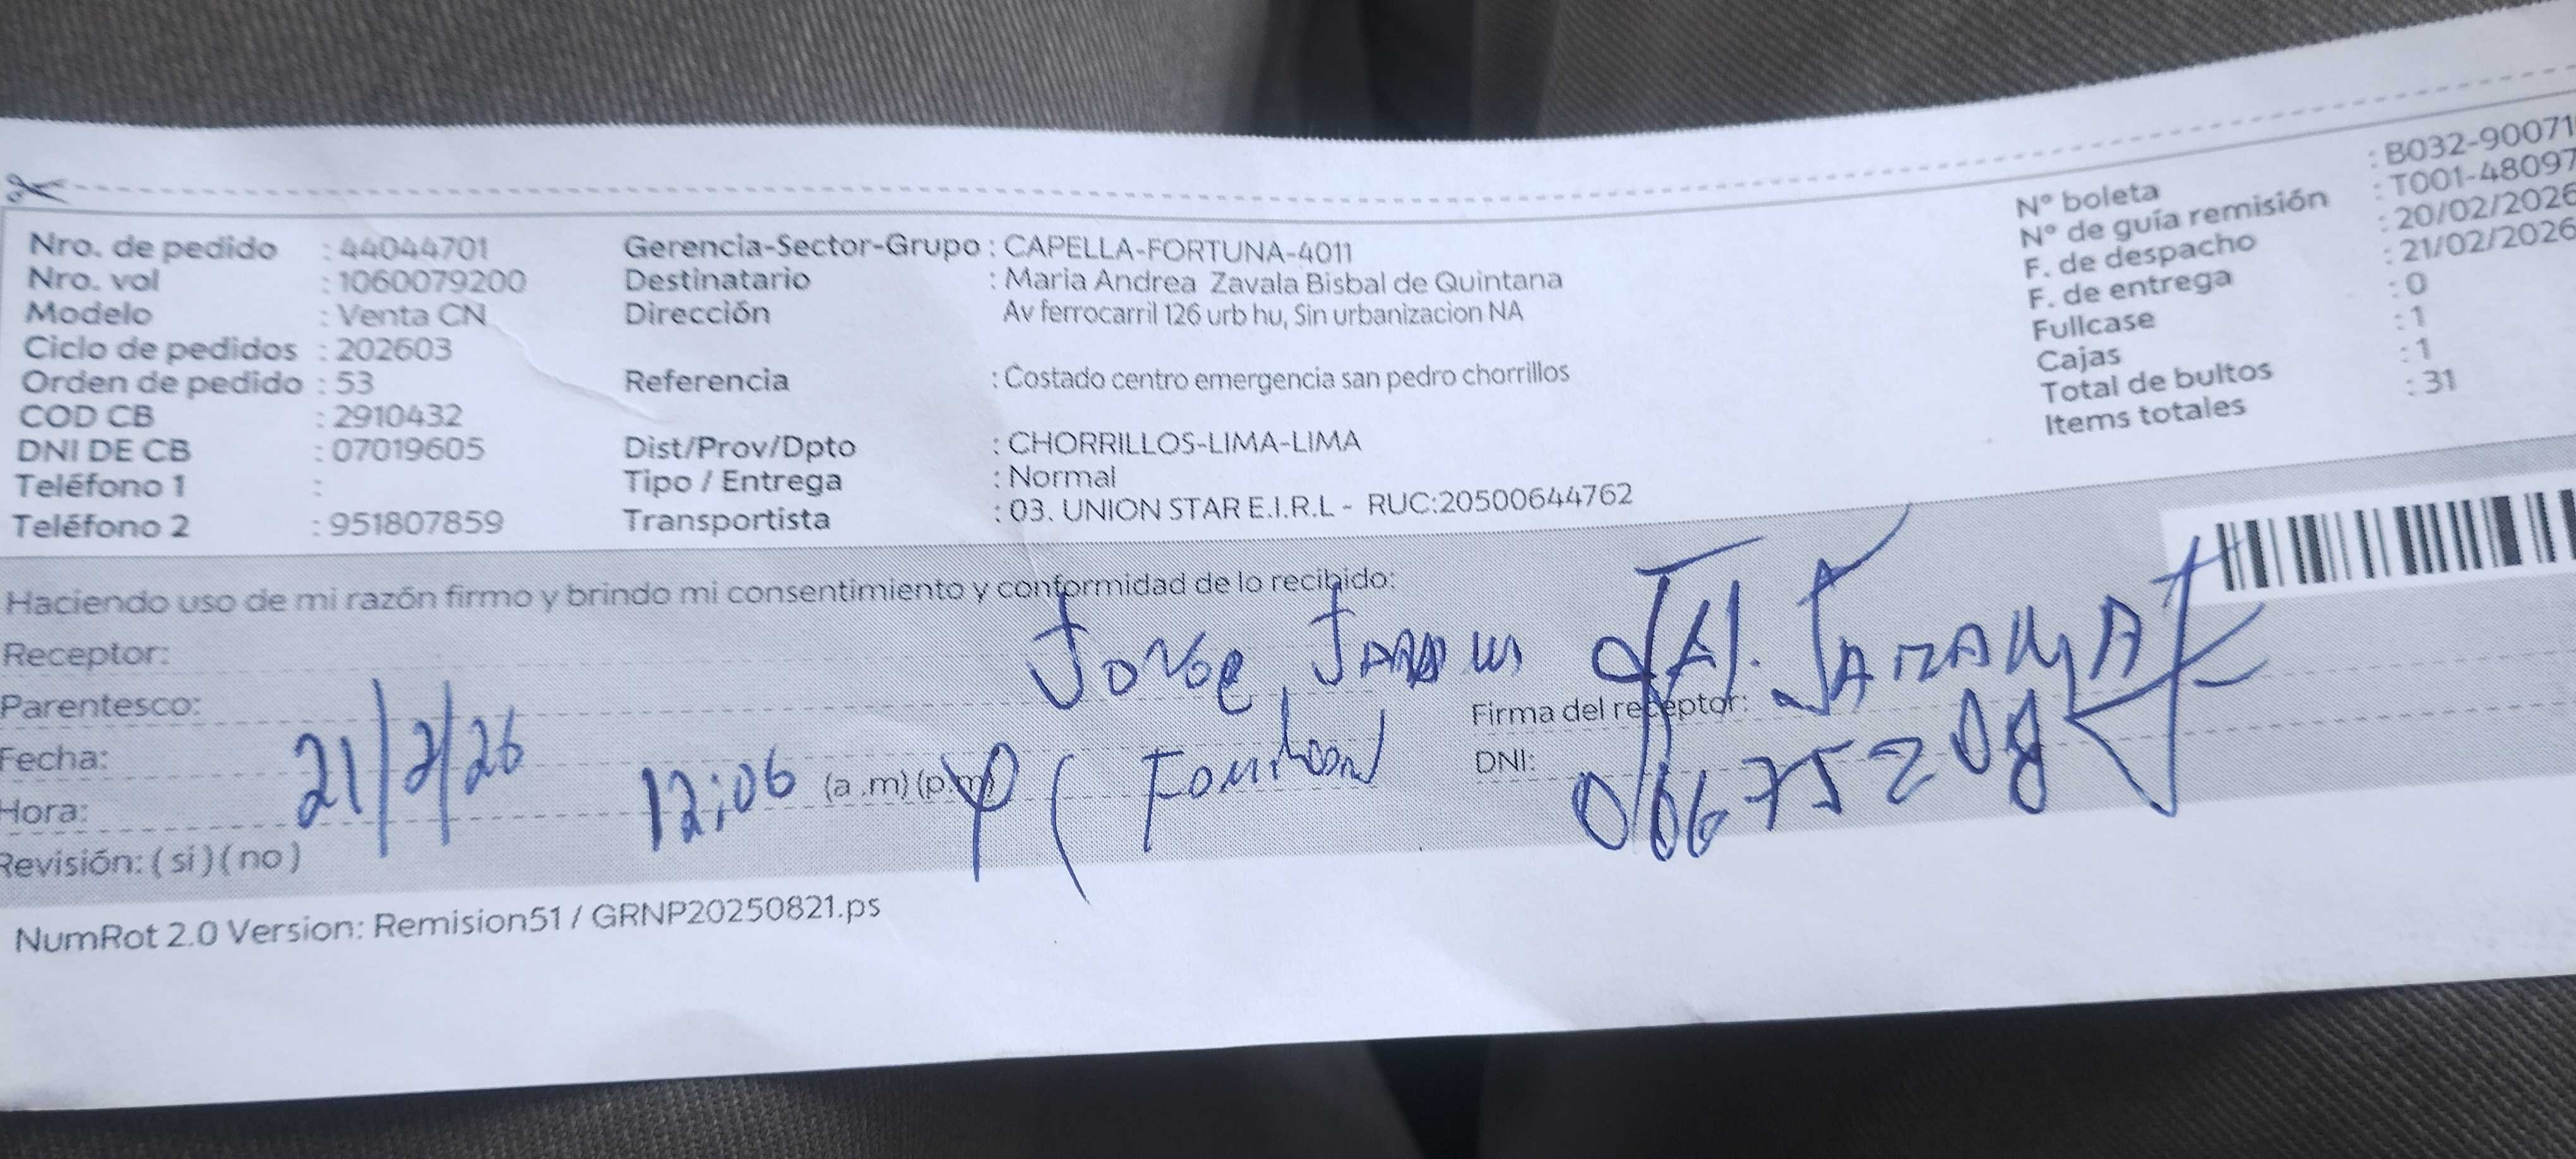 Nro. de pedido : 44044701
Nro. vol : 1060079200
Modelo : Venta CN
Ciclo de pedidos : 202603
Orden de pedido : 53
COD CB : 2910432
DNI DE CB : 07019605
Teléfono 1 :
Teléfono 2 : 951807859
Gerencia-Sector-Grupo : CAPELLA-FORTUNA-4011
Destinatario : Maria Andrea Zavala Bisbal de Quintana
Dirección Av ferrocarril 126 urb hu, Sin urbanizacion NA
Referencia : Costado centro emergencia san pedro chorrillos
Dist/Prov/Dpto : CHORRILLOS-LIMA-LIMA
Tipo / Entrega : Normal
Transportista : 03. UNION STAR E.I.R.L - RUC:20500644762
N° boleta : B032-90071
N° de guía remisión : T001-48097
F. de despacho : 20/02/2026
F. de entrega : 21/02/2026
Fullcase : 0
Cajas : 1
Total de bultos : 1
Items totales : 31
Haciendo uso de mi razón firmo y brindo mi consentimiento y conformidad de lo recibido:
Receptor: Jorge
Parentesco:
Fecha: 21/2/26
Hora: 12:06 (a .m) (p.m)
Revisión: ( si ) ( no )
Firma del receptor:
DNI: 06675208
NumRot 2.0 Version: Remision51 / GRNP20250821.ps